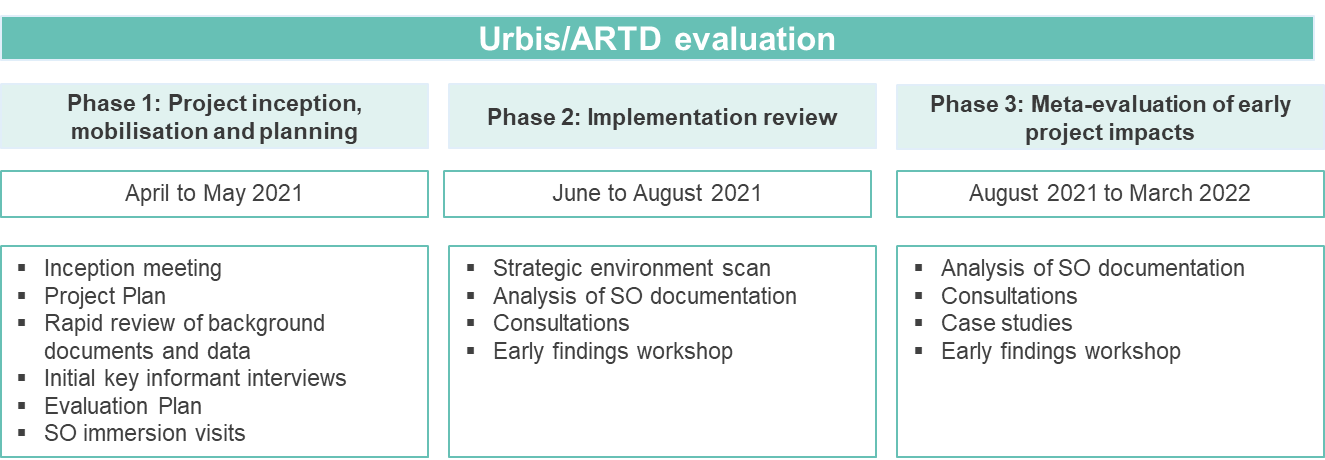 Urbis/ARTD evaluation
Phase 1: Project inception,
mobilisation and planning
April to May 2021
▪ Inception meeting
▪ Project Plan
▪ Rapid review of background
documents and data
▪ Initial key informant interviews
▪ Evaluation Plan
▪ SO immersion visits
Phase 2: Implementation review
June to August 2021
▪ Strategic environment scan
▪ Analysis of SO documentation
▪ Consultations
▪ Early findings workshop
Phase 3: Meta-evaluation of early
project impacts
August 2021 to March 2022
▪ Analysis of SO documentation
▪ Consultations
▪ Case studies
▪ Early findings workshop